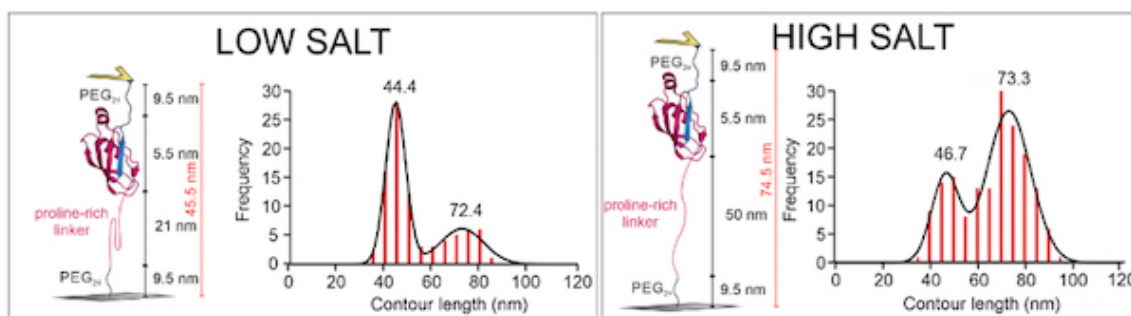 LOW SALT
PEG24
9.5 nm
5.5 nm
45.5 nm
proline-rich
linker
21 nm
PEG24
9.5 nm
Frequency
30
25
20
15
10
5
0
44.4
72.4
0 20 40 60 80 100 120
Contour length (nm)
HIGH SALT
PEG24
9.5 nm
5.5 nm
74.5 nm
proline-rich
linker
50 nm
PEG24
9.5 nm
Frequency
30
25
20
15
10
5
0
46.7
73.3
0 20 40 60 80 100 120
Contour length (nm)